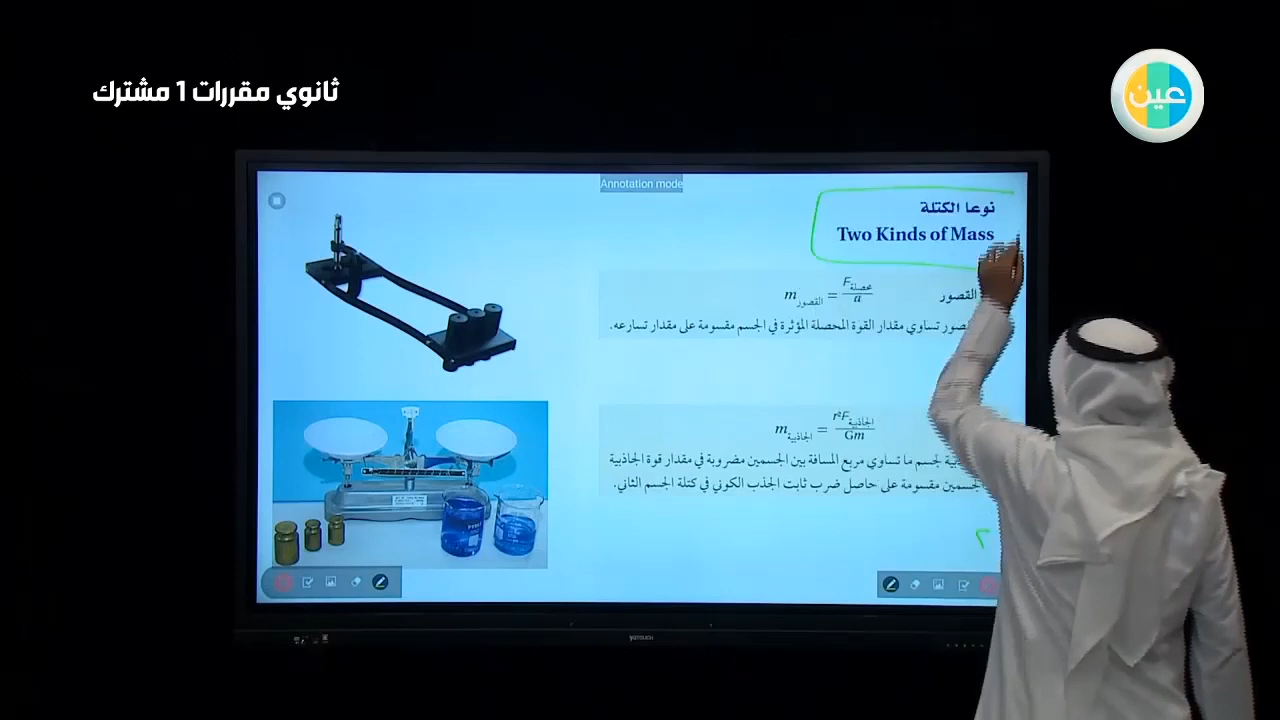 ثانوي مقررات 1 مشترك
عين
Annotation mode
نوعا الكتلة
Two Kinds of Mass
القصور
m القصور = F محصلة / a
تساوي مقدار القوة المحصلة المؤثرة في الجسم مقسومة على مقدار تسارعه.
m الجاذبية = r²F الجاذبية / Gm
لجسم ما تساوي مربع المسافة بين الجسمين مضروبة في مقدار قوة الجاذبية
مقسومة على حاصل ضرب ثابت الجذب الكوني في كتلة الجسم الثاني.
٢